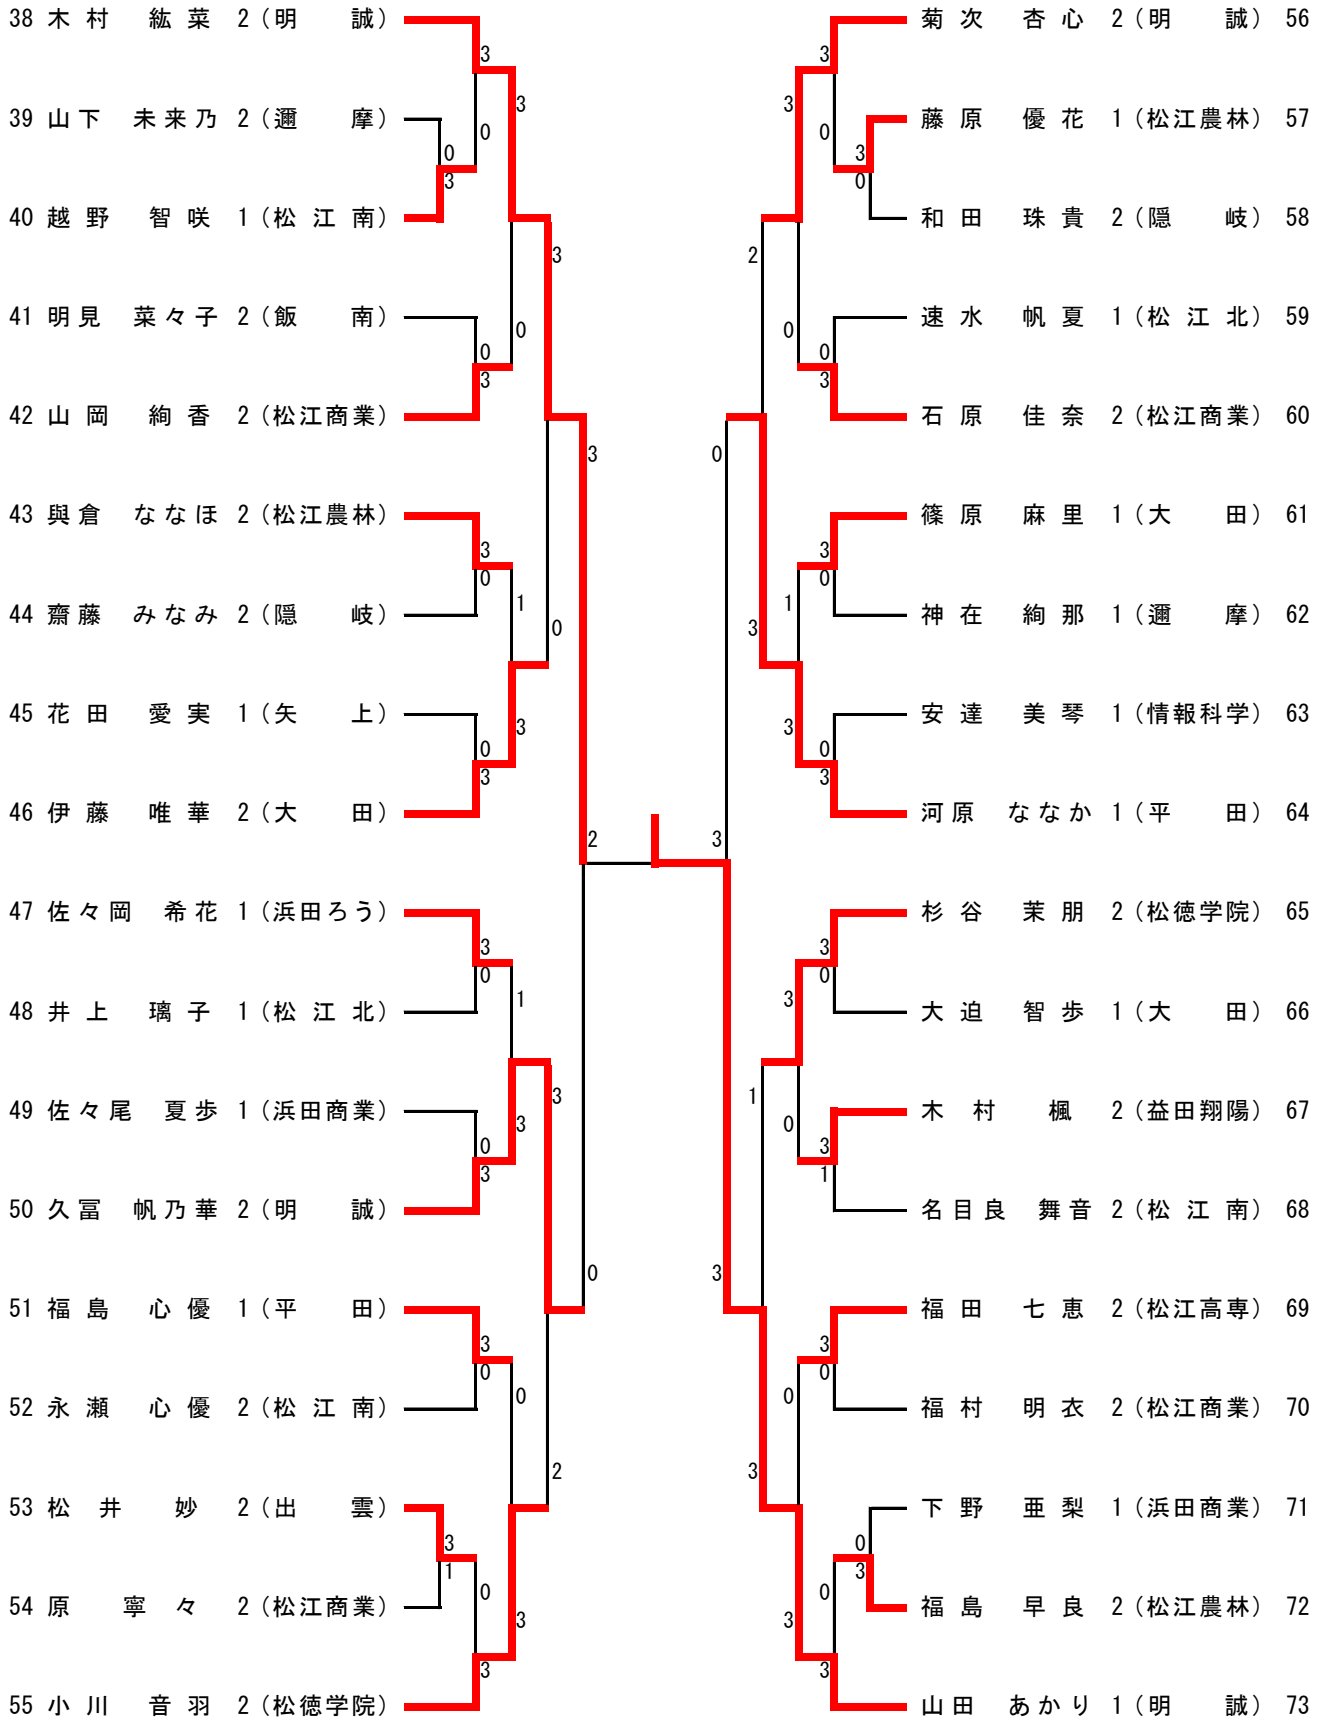 38 木村 紘菜 2 (明 誠)
39 山下 未来乃 2 (邇 摩)
40 越野 智咲 1 (松江南)
41 明見 菜々子 2 (飯 南)
42 山岡 絢香 2 (松江商業)
43 與倉 ななほ 2 (松江農林)
44 齋藤 みなみ 2 (隠 岐)
45 花田 愛実 1 (矢 上)
46 伊藤 唯華 2 (大 田)
47 佐々岡 希花 1 (浜田ろう)
48 井上 璃子 1 (松江北)
49 佐々尾 夏歩 1 (浜田商業)
50 久冨 帆乃華 2 (明 誠)
51 福島 心優 1 (平 田)
52 永瀬 心優 2 (松江南)
53 松井 妙 2 (出 雲)
54 原 寧々 2 (松江商業)
55 小川 音羽 2 (松徳学院)
3
3
0
0
3
3
0
0
3
3
3
0
1
0
0
3
3
2
3
0
1
3
3
0
3
0
3
0
0
2
3
1
0
3
3
3
3
0
3
0
2
0
0
3
0
3
0
1
3
3
0
3
3
3
0
3
1
0
3
1
3
3
0
0
3
0
3
0
3
3
菊次 杏心 2 (明 誠) 56
藤原 優花 1 (松江農林) 57
和田 珠貴 2 (隠 岐) 58
速水 帆夏 1 (松江北) 59
石原 佳奈 2 (松江商業) 60
篠原 麻里 1 (大 田) 61
神在 絢那 1 (邇 摩) 62
安達 美琴 1 (情報科学) 63
河原 ななか 1 (平 田) 64
杉谷 茉朋 2 (松徳学院) 65
大迫 智歩 1 (大 田) 66
木村 楓 2 (益田翔陽) 67
名目良 舞音 2 (松江南) 68
福田 七恵 2 (松江高専) 69
福村 明衣 2 (松江商業) 70
下野 亜梨 1 (浜田商業) 71
福島 早良 2 (松江農林) 72
山田 あかり 1 (明 誠) 73